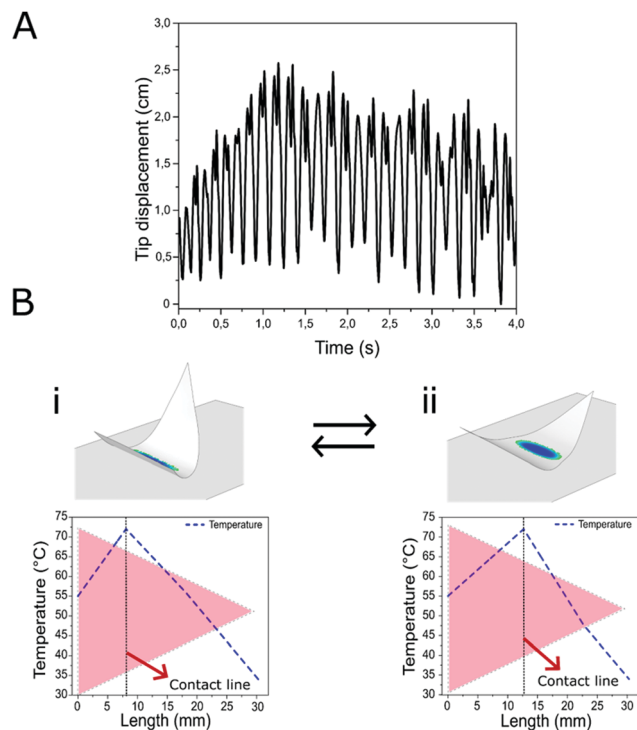 A
3,0
2,5
2,0
1,5
1,0
0,5
0
Tip displacement (cm)
0,0 0,5 1,0 1,5 2,0 2,5 3,0 3,5 4,0
Time (s)
B
i
ii
75
70
65
60
55
50
45
40
35
30
Temperature (°C)
Temperature
Contact line
0 5 10 15 20 25 30
Length (mm)
75
70
65
60
55
50
45
40
35
30
Temperature (°C)
Temperature
Contact line
0 5 10 15 20 25 30
Length (mm)